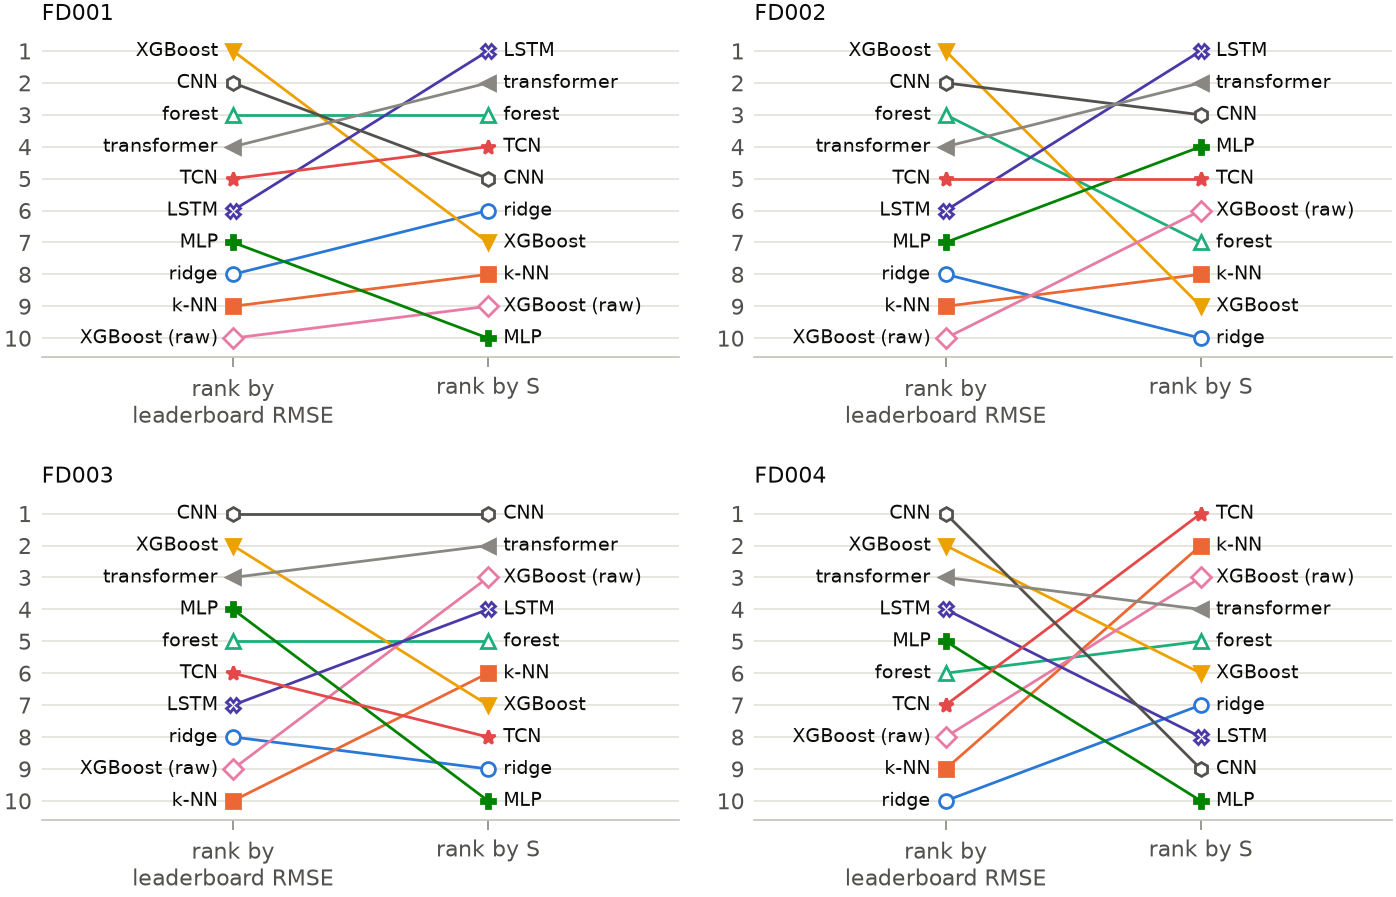 FD001
1 XGBoost LSTM
2 CNN transformer
3 forest forest
4 transformer TCN
5 TCN CNN
6 LSTM ridge
7 MLP XGBoost
8 ridge k-NN
9 k-NN XGBoost (raw)
10 XGBoost (raw) MLP
rank by rank by S
leaderboard RMSE
FD002
1 XGBoost LSTM
2 CNN transformer
3 forest CNN
4 transformer MLP
5 TCN TCN
6 LSTM XGBoost (raw)
7 MLP forest
8 ridge k-NN
9 k-NN XGBoost
10 XGBoost (raw) ridge
rank by rank by S
leaderboard RMSE
FD003
1 CNN CNN
2 XGBoost transformer
3 transformer XGBoost (raw)
4 MLP LSTM
5 forest forest
6 TCN k-NN
7 LSTM XGBoost
8 ridge TCN
9 XGBoost (raw) ridge
10 k-NN MLP
rank by rank by S
leaderboard RMSE
FD004
1 CNN TCN
2 XGBoost k-NN
3 transformer XGBoost (raw)
4 LSTM transformer
5 MLP forest
6 forest XGBoost
7 TCN ridge
8 XGBoost (raw) LSTM
9 k-NN CNN
10 ridge MLP
rank by rank by S
leaderboard RMSE